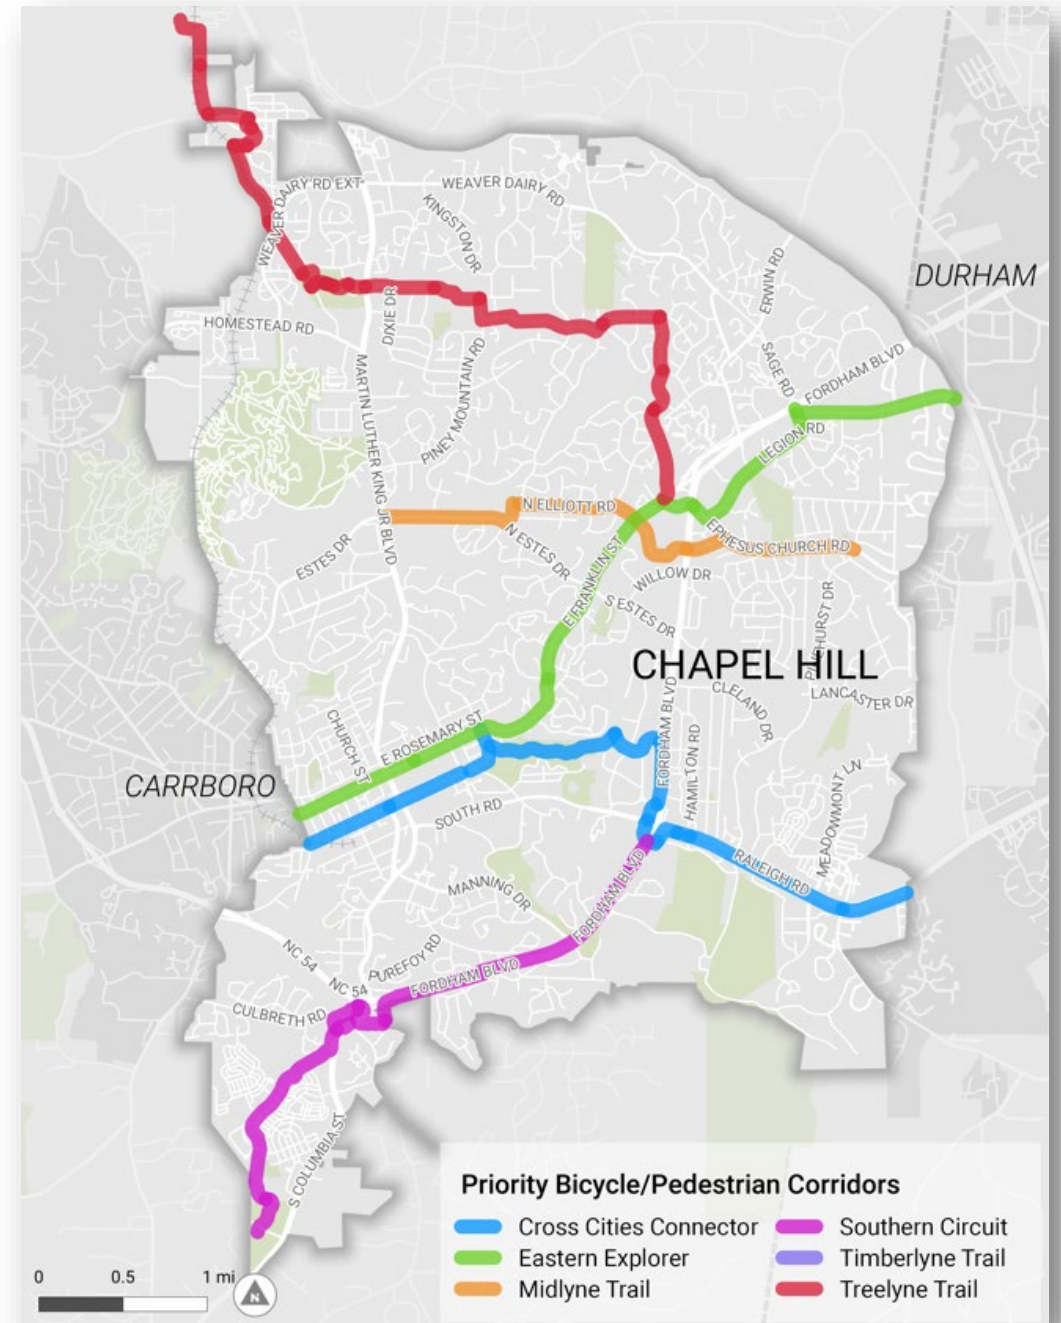 WEAVER DAIRY RD EXT
WEAVER DAIRY RD
KINGSTON DR
ERWIN RD
DURHAM
HOMESTEAD RD
DIXIE DR
SAGE RD
FORDHAM BLVD
MARTIN LUTHER KING JR BLVD
PINEY MOUNTAIN RD
LEGION RD
N ELLIOTT RD
ESTES DR
N ESTES DR
EPHESUS CHURCH RD
E FRANKLIN ST
WILLOW DR
S ESTES DR
PINEHURST DR
CHAPEL HILL
LANCASTER DR
CLELAND DR
CHURCH ST
E ROSEMARY ST
FORDHAM BLVD
HAMILTON RD
CARRBORO
SOUTH RD
MEADOWMONT LN
RALEIGH RD
MANNING DR
FORDHAM BLVD
NC 54
NC 54
PUREFOY RD
FORDHAM BLVD
CULBRETH RD
S COLUMBIA ST
Priority Bicycle/Pedestrian Corridors
Cross Cities Connector
Eastern Explorer
Midlyne Trail
Southern Circuit
Timberlyne Trail
Treelyne Trail
0 0.5 1 mi
N